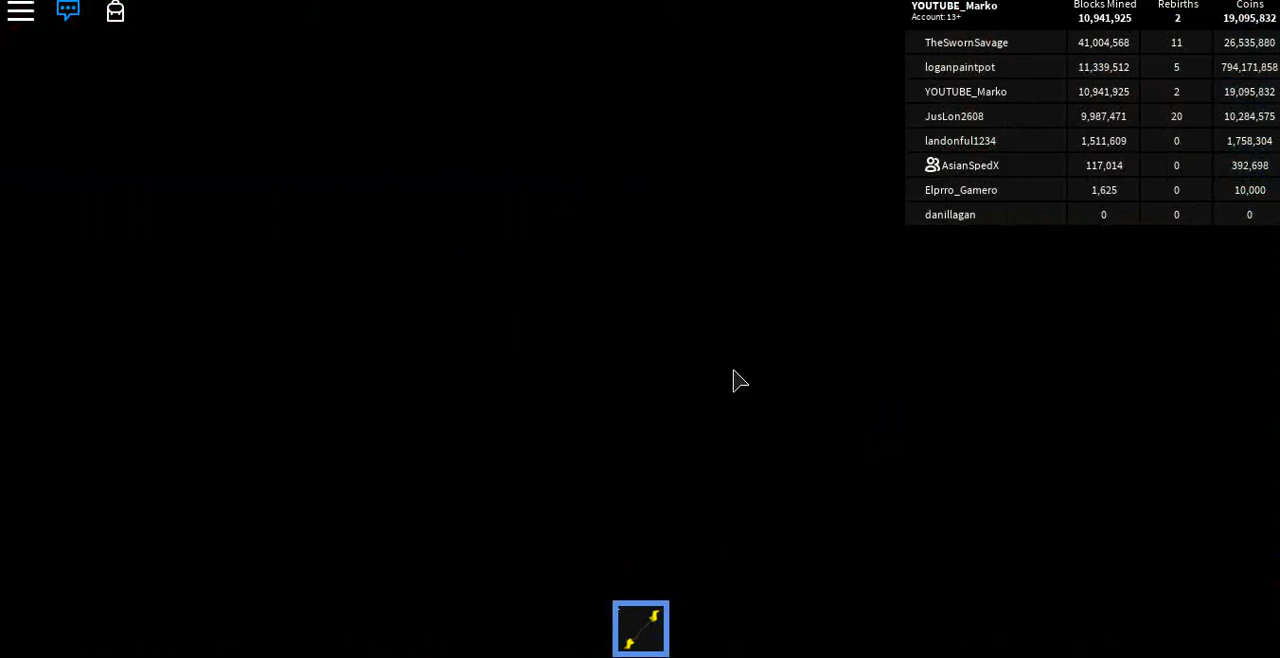 YOUTUBE_Marko Blocks Mined Rebirths Coins
Account: 13+ 10,941,925 2 19,095,832
TheSwornSavage 41,004,568 11 26,535,880
loganpaintpot 11,339,512 5 794,171,858
YOUTUBE_Marko 10,941,925 2 19,095,832
JusLon2608 9,987,471 20 10,284,575
landonful1234 1,511,609 0 1,758,304
AsianSpedX 117,014 0 392,698
Elprro_Gamero 1,625 0 10,000
danillagan 0 0 0